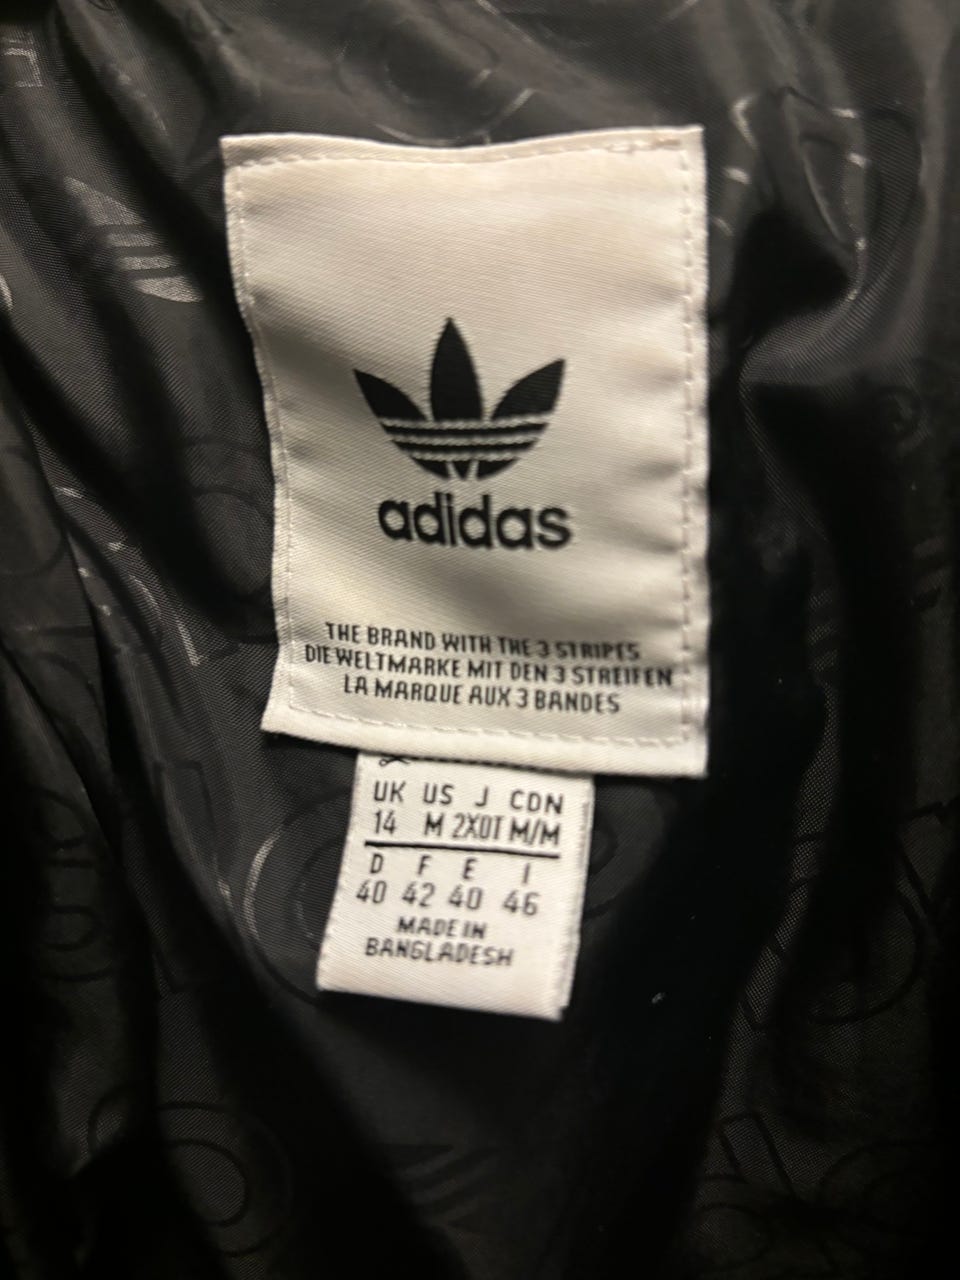 adidas
THE BRAND WITH THE 3 STRIPES
DIE WELTMARKE MIT DEN 3 STREIFEN
LA MARQUE AUX 3 BANDES
UK US J CDN
14 M 2XOT M/M
D F E I
40 42 40 46
MADE IN
BANGLADESH